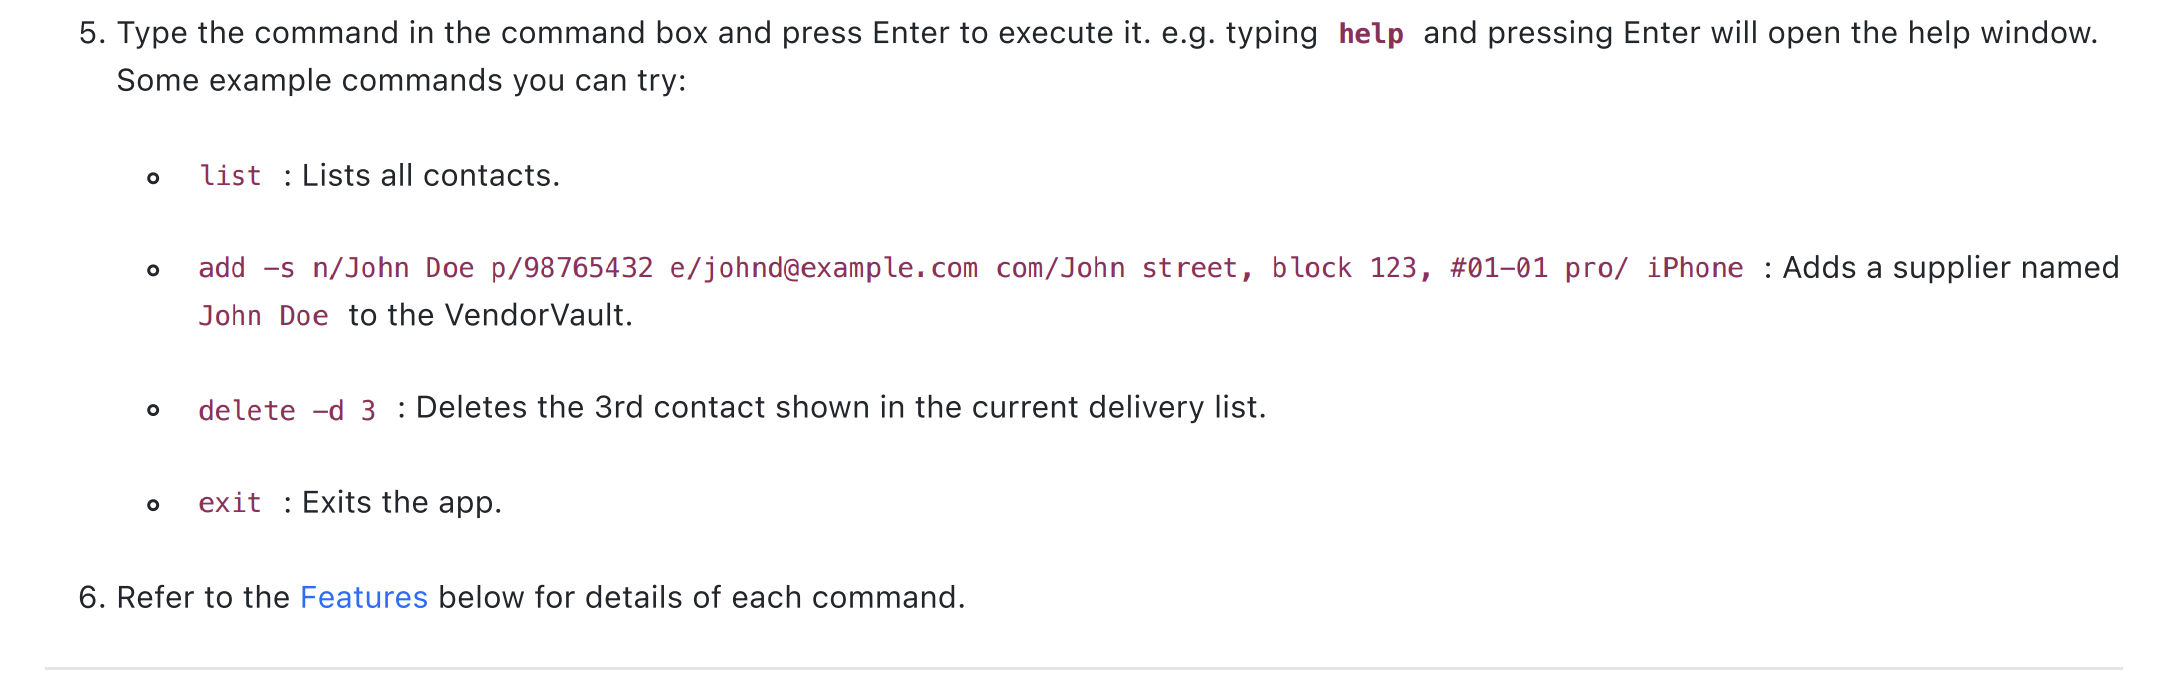 5. Type the command in the command box and press Enter to execute it. e.g. typing help and pressing Enter will open the help window.
Some example commands you can try:
list : Lists all contacts.
add -s n/John Doe p/98765432 e/johnd@example.com com/John street, block 123, #01-01 pro/ iPhone : Adds a supplier named
John Doe to the VendorVault.
delete -d 3 : Deletes the 3rd contact shown in the current delivery list.
exit : Exits the app.
6. Refer to the Features below for details of each command.